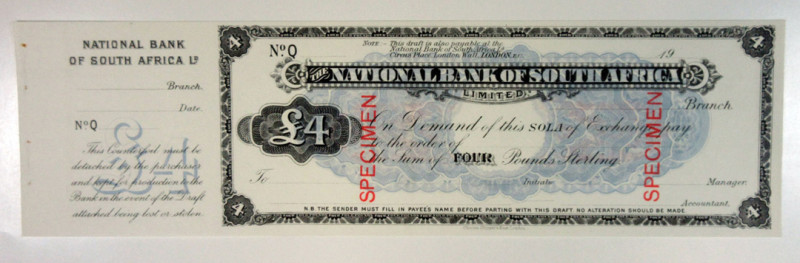 NATIONAL BANK
OF SOUTH AFRICA Ld
Branch.
Date.
No Q
This Counterfoil must be
detached by the purchaser
and kept for production to the
Bank in the event of the Draft
attached being lost or stolen.
4
4
No Q
NOTE:- This draft is also payable at the
National Bank of South Africa Ld
Circus Place, London Wall, LONDON, E.C.
19
THE NATIONAL BANK OF SOUTH AFRICA
LIMITED.
Branch.
£4
On Demand of this SOLA of Exchange pay
to the order of
the Sum of FOUR Pounds Sterling
SPECIMEN
SPECIMEN
To
Initials
Manager.
Accountant.
N.B. THE SENDER MUST FILL IN PAYEE'S NAME BEFORE PARTING WITH THIS DRAFT NO ALTERATION SHOULD BE MADE
4
4